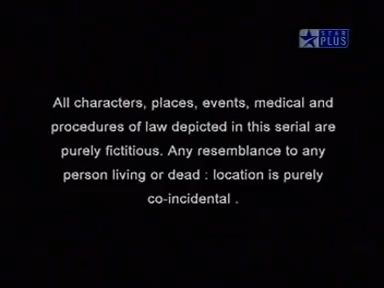 STAR
PLUS
All characters, places, events, medical and
procedures of law depicted in this serial are
purely fictitious. Any resemblance to any
person living or dead : location is purely
co-incidental .